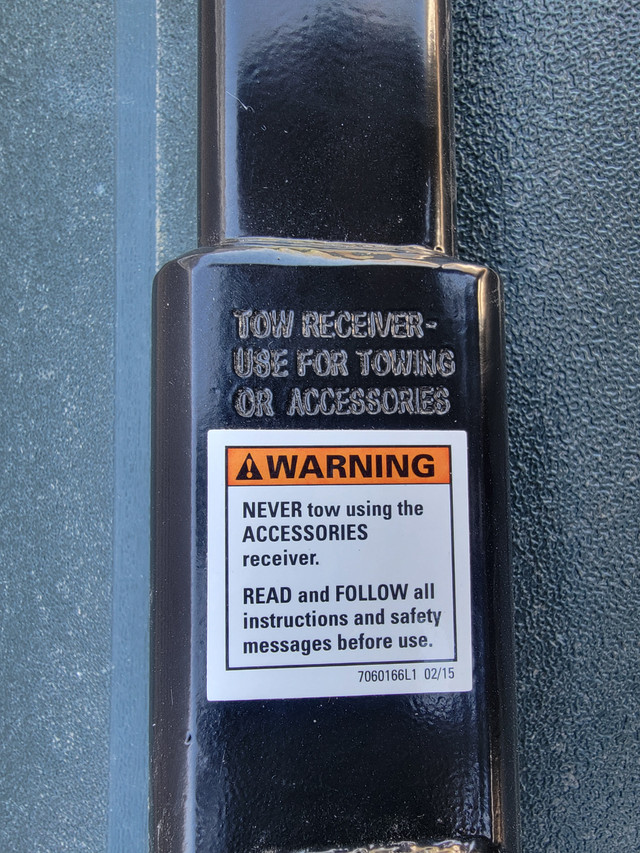 TOW RECEIVER-
USE FOR TOWING
OR ACCESSORIES
WARNING
NEVER tow using the
ACCESSORIES
receiver.
READ and FOLLOW all
instructions and safety
messages before use.
7060166L1 02/15